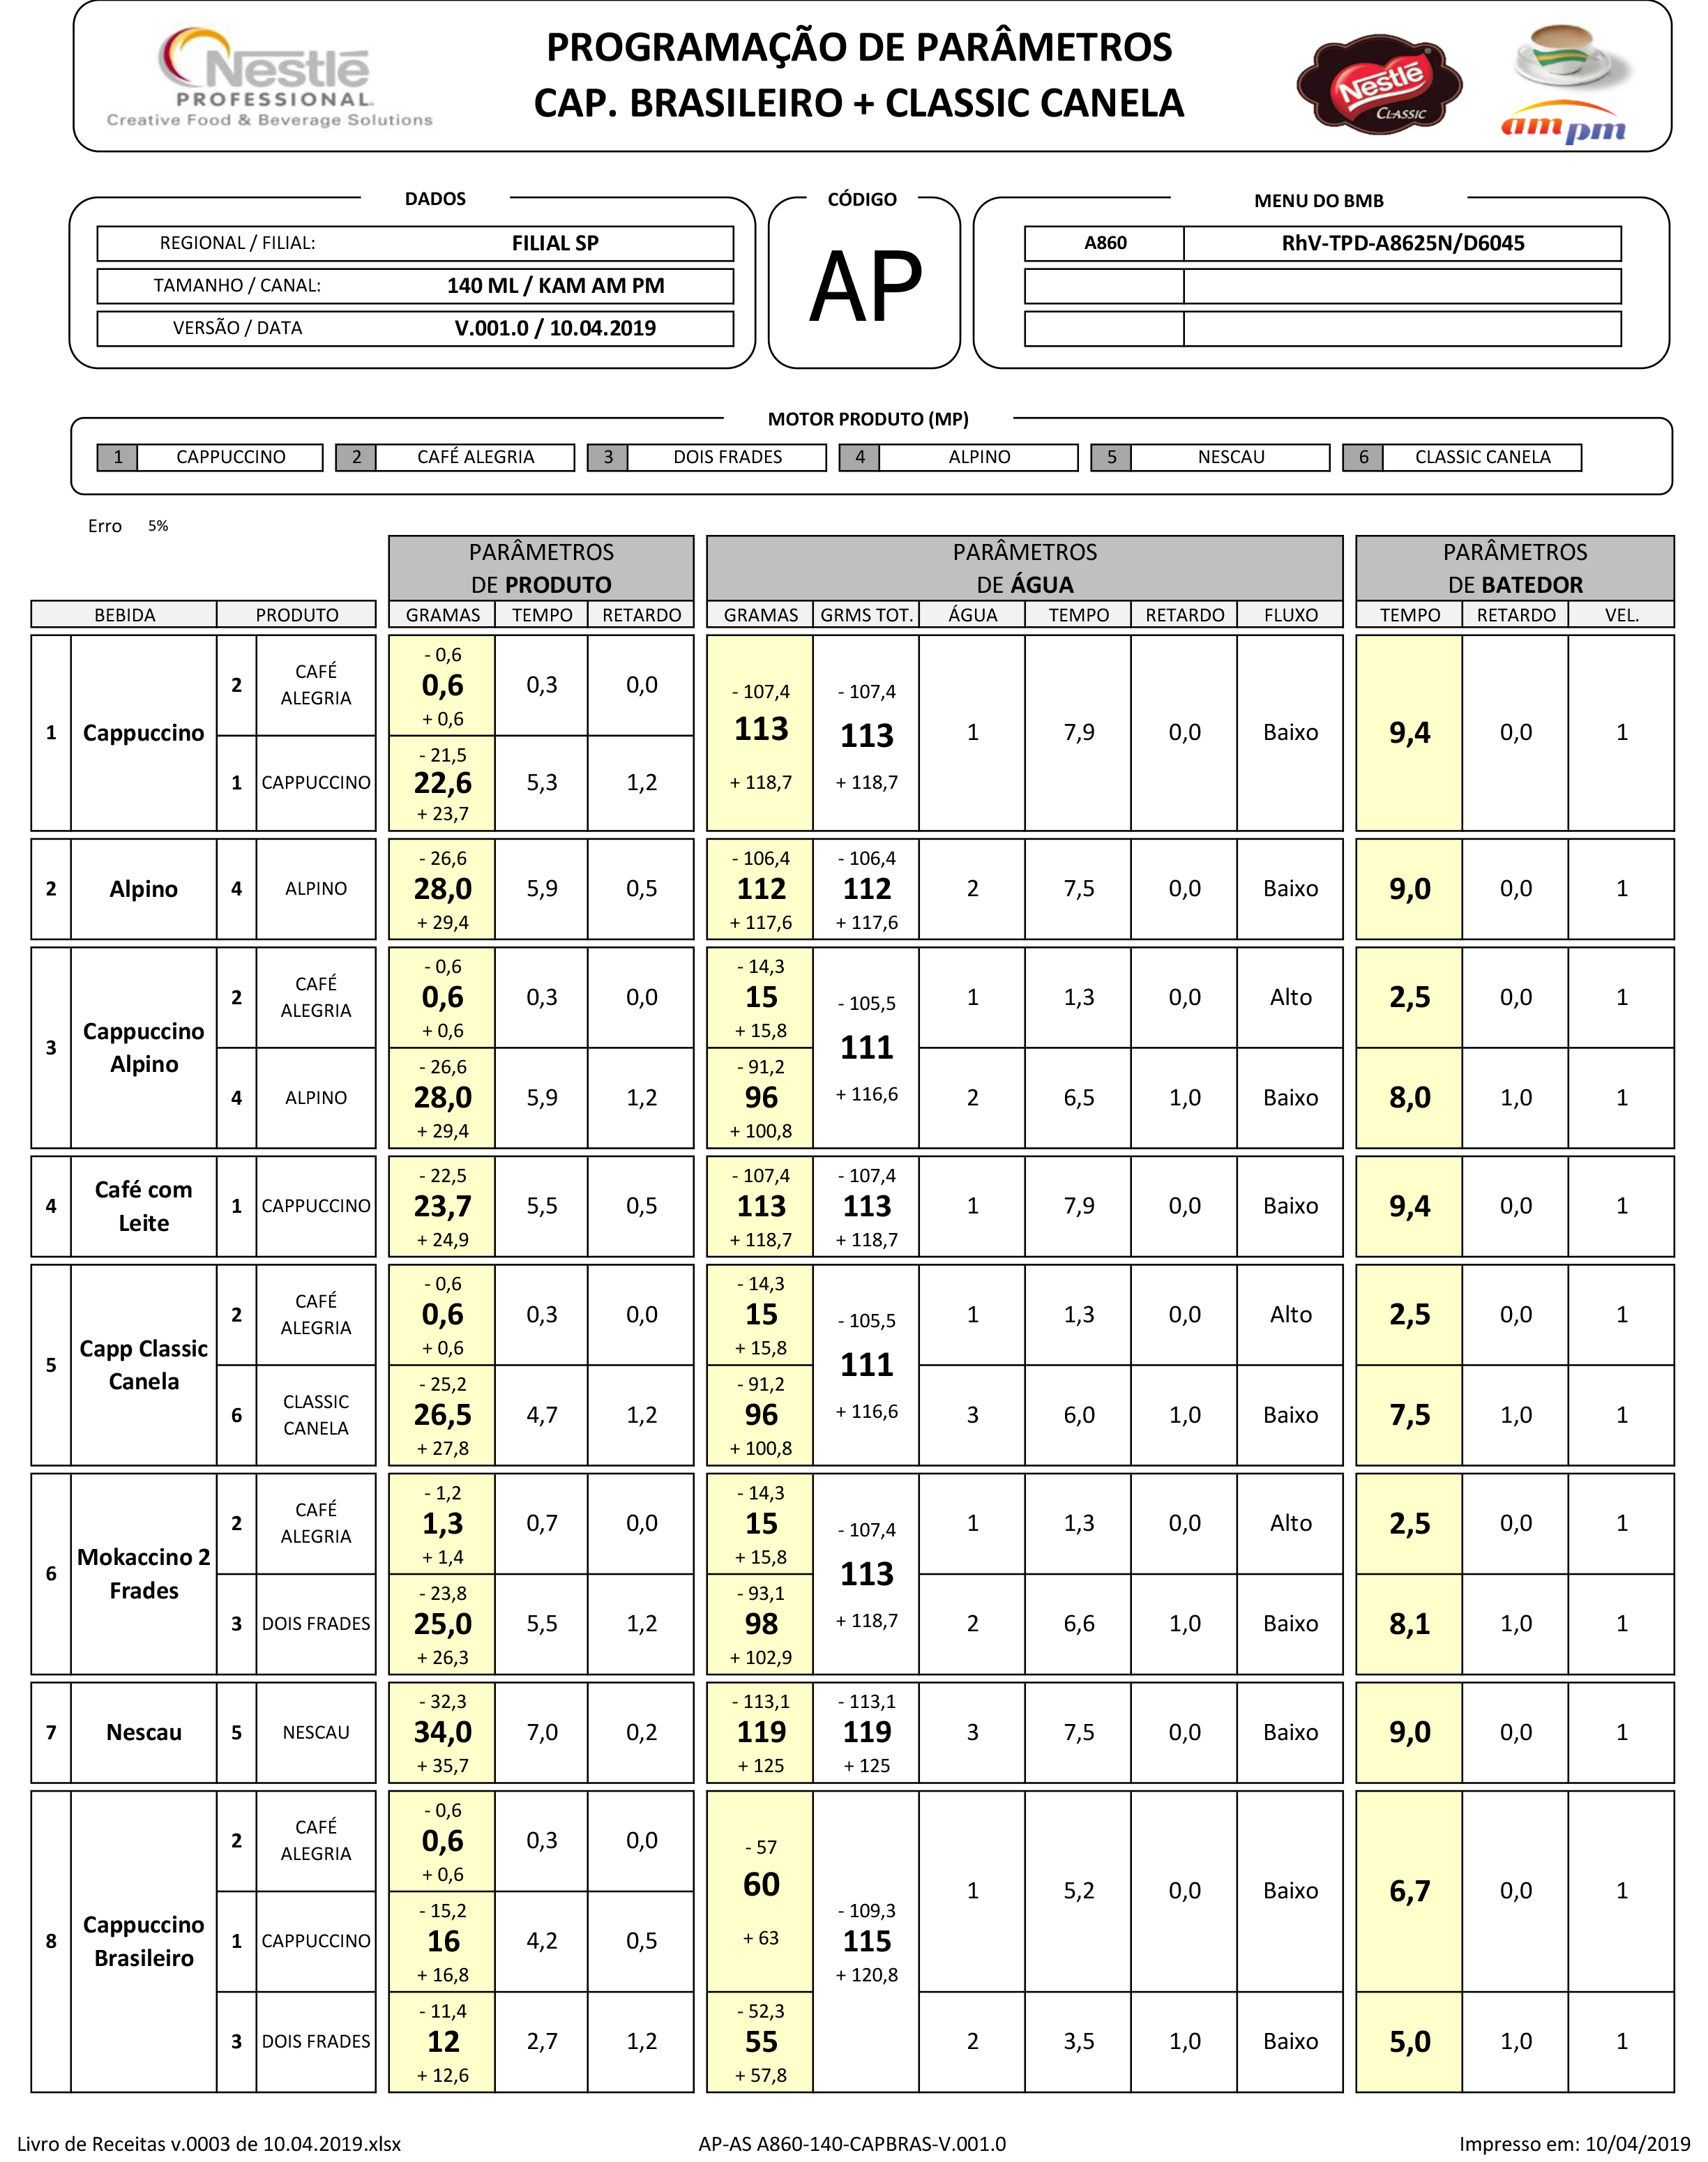 Nestlé
PROFESSIONAL.
Creative Food & Beverage Solutions
PROGRAMAÇÃO DE PARÂMETROS
CAP. BRASILEIRO + CLASSIC CANELA
Nestlé
CLASSIC
am pm
DADOS
REGIONAL / FILIAL: FILIAL SP
TAMANHO / CANAL: 140 ML / KAM AM PM
VERSÃO / DATA V.001.0 / 10.04.2019
CÓDIGO
AP
MENU DO BMB
A860 RhV-TPD-A8625N/D6045
MOTOR PRODUTO (MP)
1 CAPPUCCINO 2 CAFÉ ALEGRIA 3 DOIS FRADES 4 ALPINO 5 NESCAU 6 CLASSIC CANELA
Erro 5%
PARÂMETROS
DE PRODUTO
PARÂMETROS
DE ÁGUA
PARÂMETROS
DE BATEDOR
BEBIDA PRODUTO GRAMAS TEMPO RETARDO GRAMAS GRMS TOT. ÁGUA TEMPO RETARDO FLUXO TEMPO RETARDO VEL.
1 Cappuccino
2 CAFÉ
ALEGRIA
- 0,6
0,6
+ 0,6
0,3 0,0
1 CAPPUCCINO
- 21,5
22,6
+ 23,7
5,3 1,2
- 107,4
113
+ 118,7
- 107,4
113
+ 118,7
1 7,9 0,0 Baixo 9,4 0,0 1
2 Alpino 4 ALPINO
- 26,6
28,0
+ 29,4
5,9 0,5
- 106,4
112
+ 117,6
- 106,4
112
+ 117,6
2 7,5 0,0 Baixo 9,0 0,0 1
3 Cappuccino
Alpino
2 CAFÉ
ALEGRIA
- 0,6
0,6
+ 0,6
0,3 0,0
- 14,3
15
+ 15,8
- 105,5
111
+ 116,6
1 1,3 0,0 Alto 2,5 0,0 1
4 ALPINO
- 26,6
28,0
+ 29,4
5,9 1,2
- 91,2
96
+ 100,8
2 6,5 1,0 Baixo 8,0 1,0 1
4 Café com
Leite
1 CAPPUCCINO
- 22,5
23,7
+ 24,9
5,5 0,5
- 107,4
113
+ 118,7
- 107,4
113
+ 118,7
1 7,9 0,0 Baixo 9,4 0,0 1
5 Capp Classic
Canela
2 CAFÉ
ALEGRIA
- 0,6
0,6
+ 0,6
0,3 0,0
- 14,3
15
+ 15,8
- 105,5
111
+ 116,6
1 1,3 0,0 Alto 2,5 0,0 1
6 CLASSIC
CANELA
- 25,2
26,5
+ 27,8
4,7 1,2
- 91,2
96
+ 100,8
3 6,0 1,0 Baixo 7,5 1,0 1
6 Mokaccino 2
Frades
2 CAFÉ
ALEGRIA
- 1,2
1,3
+ 1,4
0,7 0,0
- 14,3
15
+ 15,8
- 107,4
113
+ 118,7
1 1,3 0,0 Alto 2,5 0,0 1
3 DOIS FRADES
- 23,8
25,0
+ 26,3
5,5 1,2
- 93,1
98
+ 102,9
2 6,6 1,0 Baixo 8,1 1,0 1
7 Nescau 5 NESCAU
- 32,3
34,0
+ 35,7
7,0 0,2
- 113,1
119
+ 125
- 113,1
119
+ 125
3 7,5 0,0 Baixo 9,0 0,0 1
8 Cappuccino
Brasileiro
2 CAFÉ
ALEGRIA
- 0,6
0,6
+ 0,6
0,3 0,0
1 CAPPUCCINO
- 15,2
16
+ 16,8
4,2 0,5
- 57
60
+ 63
- 109,3
115
+ 120,8
1 5,2 0,0 Baixo 6,7 0,0 1
3 DOIS FRADES
- 11,4
12
+ 12,6
2,7 1,2
- 52,3
55
+ 57,8
2 3,5 1,0 Baixo 5,0 1,0 1
Livro de Receitas v.0003 de 10.04.2019.xlsx AP-AS A860-140-CAPBRAS-V.001.0 Impresso em: 10/04/2019